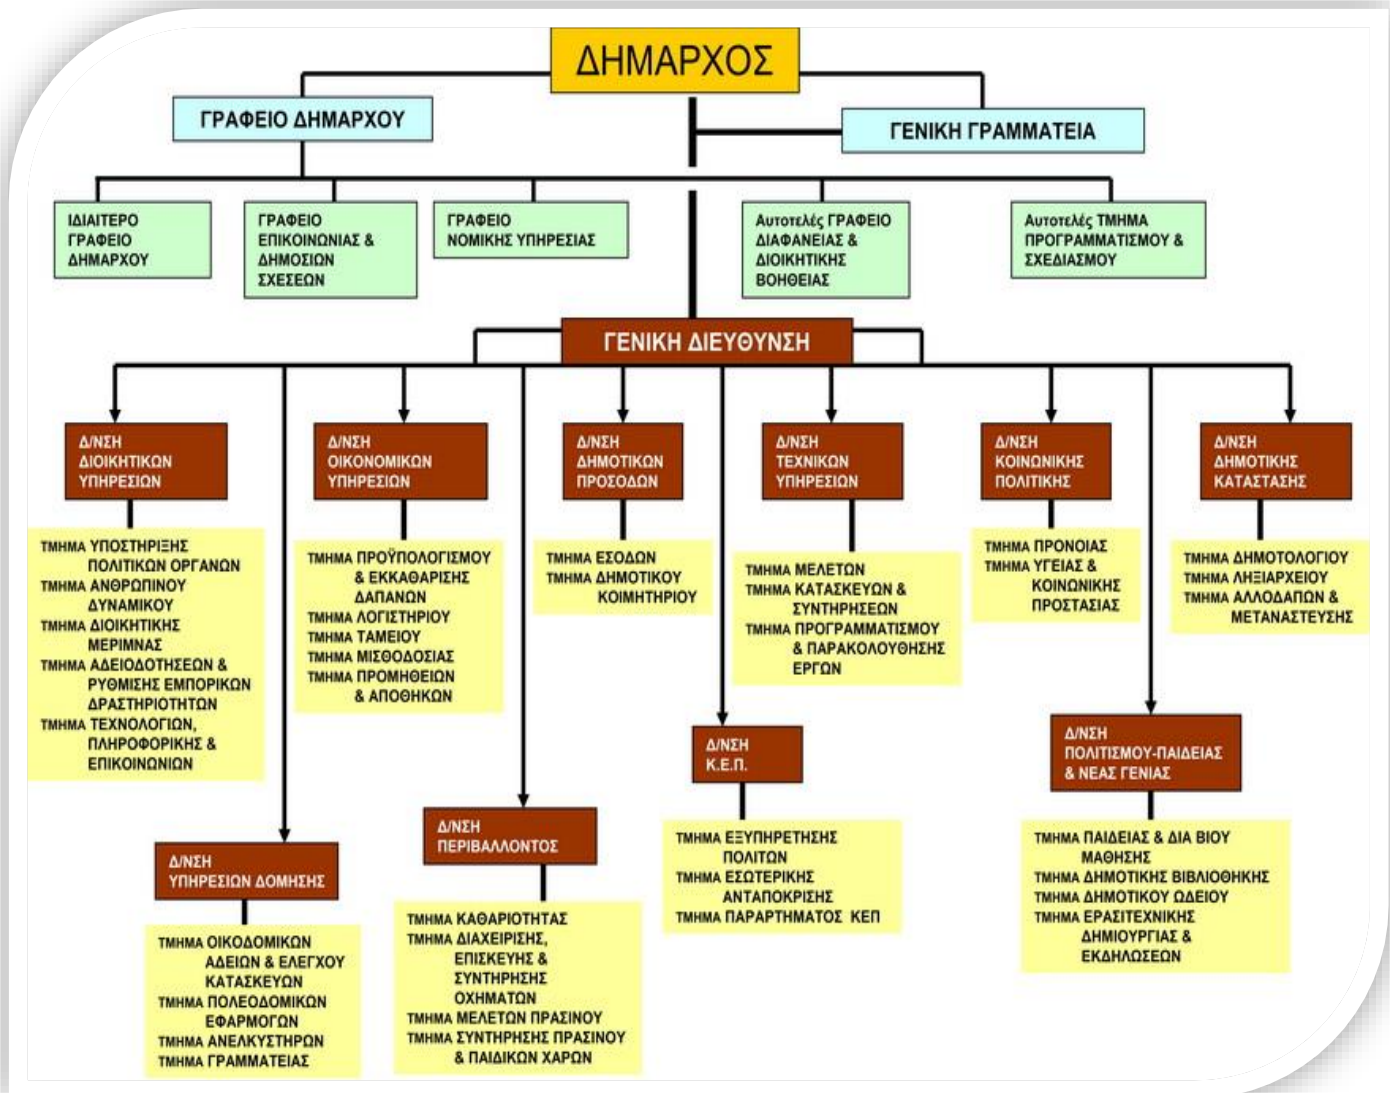 ΔΗΜΑΡΧΟΣ
ΓΡΑΦΕΙΟ ΔΗΜΑΡΧΟΥ
ΓΕΝΙΚΗ ΓΡΑΜΜΑΤΕΙΑ
ΙΔΙΑΙΤΕΡΟ
ΓΡΑΦΕΙΟ
ΔΗΜΑΡΧΟΥ
ΓΡΑΦΕΙΟ
ΕΠΙΚΟΙΝΩΝΙΑΣ &
ΔΗΜΟΣΙΩΝ
ΣΧΕΣΕΩΝ
ΓΡΑΦΕΙΟ
ΝΟΜΙΚΗΣ ΥΠΗΡΕΣΙΑΣ
Αυτοτελές ΓΡΑΦΕΙΟ
ΔΙΑΦΑΝΕΙΑΣ &
ΔΙΟΙΚΗΤΙΚΗΣ
ΒΟΗΘΕΙΑΣ
Αυτοτελές ΤΜΗΜΑ
ΠΡΟΓΡΑΜΜΑΤΙΣΜΟΥ &
ΣΧΕΔΙΑΣΜΟΥ
ΓΕΝΙΚΗ ΔΙΕΥΘΥΝΣΗ
Δ/ΝΣΗ
ΔΙΟΙΚΗΤΙΚΩΝ
ΥΠΗΡΕΣΙΩΝ
ΤΜΗΜΑ ΥΠΟΣΤΗΡΙΞΗΣ
ΠΟΛΙΤΙΚΩΝ ΟΡΓΑΝΩΝ
ΤΜΗΜΑ ΑΝΘΡΩΠΙΝΟΥ
ΔΥΝΑΜΙΚΟΥ
ΤΜΗΜΑ ΔΙΟΙΚΗΤΙΚΗΣ
ΜΕΡΙΜΝΑΣ
ΤΜΗΜΑ ΑΔΕΙΟΔΟΤΗΣΕΩΝ &
ΡΥΘΜΙΣΗΣ ΕΜΠΟΡΙΚΩΝ
ΔΡΑΣΤΗΡΙΟΤΗΤΩΝ
ΤΜΗΜΑ ΤΕΧΝΟΛΟΓΙΩΝ,
ΠΛΗΡΟΦΟΡΙΚΗΣ &
ΕΠΙΚΟΙΝΩΝΙΩΝ
Δ/ΝΣΗ
ΟΙΚΟΝΟΜΙΚΩΝ
ΥΠΗΡΕΣΙΩΝ
ΤΜΗΜΑ ΠΡΟΫΠΟΛΟΓΙΣΜΟΥ
& ΕΚΚΑΘΑΡΙΣΗΣ
ΔΑΠΑΝΩΝ
ΤΜΗΜΑ ΛΟΓΙΣΤΗΡΙΟΥ
ΤΜΗΜΑ ΤΑΜΕΙΟΥ
ΤΜΗΜΑ ΜΙΣΘΟΔΟΣΙΑΣ
ΤΜΗΜΑ ΠΡΟΜΗΘΕΙΩΝ
& ΑΠΟΘΗΚΩΝ
Δ/ΝΣΗ
ΔΗΜΟΤΙΚΩΝ
ΠΡΟΣΟΔΩΝ
ΤΜΗΜΑ ΕΣΟΔΩΝ
ΤΜΗΜΑ ΔΗΜΟΤΙΚΟΥ
ΚΟΙΜΗΤΗΡΙΟΥ
Δ/ΝΣΗ
ΤΕΧΝΙΚΩΝ
ΥΠΗΡΕΣΙΩΝ
ΤΜΗΜΑ ΜΕΛΕΤΩΝ
ΤΜΗΜΑ ΚΑΤΑΣΚΕΥΩΝ &
ΣΥΝΤΗΡΗΣΕΩΝ
ΤΜΗΜΑ ΠΡΟΓΡΑΜΜΑΤΙΣΜΟΥ
& ΠΑΡΑΚΟΛΟΥΘΗΣΗΣ
ΕΡΓΩΝ
Δ/ΝΣΗ
ΚΟΙΝΩΝΙΚΗΣ
ΠΟΛΙΤΙΚΗΣ
ΤΜΗΜΑ ΠΡΟΝΟΙΑΣ
ΤΜΗΜΑ ΥΓΕΙΑΣ &
ΚΟΙΝΩΝΙΚΗΣ
ΠΡΟΣΤΑΣΙΑΣ
Δ/ΝΣΗ
ΔΗΜΟΤΙΚΗΣ
ΚΑΤΑΣΤΑΣΗΣ
ΤΜΗΜΑ ΔΗΜΟΤΟΛΟΓΙΟΥ
ΤΜΗΜΑ ΛΗΞΙΑΡΧΕΙΟΥ
ΤΜΗΜΑ ΑΛΛΟΔΑΠΩΝ &
ΜΕΤΑΝΑΣΤΕΥΣΗΣ
Δ/ΝΣΗ
ΥΠΗΡΕΣΙΩΝ ΔΟΜΗΣΗΣ
ΤΜΗΜΑ ΟΙΚΟΔΟΜΙΚΩΝ
ΑΔΕΙΩΝ & ΕΛΕΓΧΟΥ
ΚΑΤΑΣΚΕΥΩΝ
ΤΜΗΜΑ ΠΟΛΕΟΔΟΜΙΚΩΝ
ΕΦΑΡΜΟΓΩΝ
ΤΜΗΜΑ ΑΝΕΛΚΥΣΤΗΡΩΝ
ΤΜΗΜΑ ΓΡΑΜΜΑΤΕΙΑΣ
Δ/ΝΣΗ
ΠΕΡΙΒΑΛΛΟΝΤΟΣ
ΤΜΗΜΑ ΚΑΘΑΡΙΟΤΗΤΑΣ
ΤΜΗΜΑ ΔΙΑΧΕΙΡΙΣΗΣ,
ΕΠΙΣΚΕΥΗΣ &
ΣΥΝΤΗΡΗΣΗΣ
ΟΧΗΜΑΤΩΝ
ΤΜΗΜΑ ΜΕΛΕΤΩΝ ΠΡΑΣΙΝΟΥ
ΤΜΗΜΑ ΣΥΝΤΗΡΗΣΗΣ ΠΡΑΣΙΝΟΥ
& ΠΑΙΔΙΚΩΝ ΧΑΡΩΝ
Δ/ΝΣΗ
Κ.Ε.Π.
ΤΜΗΜΑ ΕΞΥΠΗΡΕΤΗΣΗΣ
ΠΟΛΙΤΩΝ
ΤΜΗΜΑ ΕΣΩΤΕΡΙΚΗΣ
ΑΝΤΑΠΟΚΡΙΣΗΣ
ΤΜΗΜΑ ΠΑΡΑΡΤΗΜΑΤΟΣ ΚΕΠ
Δ/ΝΣΗ
ΠΟΛΙΤΙΣΜΟΥ-ΠΑΙΔΕΙΑΣ
& ΝΕΑΣ ΓΕΝΙΑΣ
ΤΜΗΜΑ ΠΑΙΔΕΙΑΣ & ΔΙΑ ΒΙΟΥ
ΜΑΘΗΣΗΣ
ΤΜΗΜΑ ΔΗΜΟΤΙΚΗΣ ΒΙΒΛΙΟΘΗΚΗΣ
ΤΜΗΜΑ ΔΗΜΟΤΙΚΟΥ ΩΔΕΙΟΥ
ΤΜΗΜΑ ΕΡΑΣΙΤΕΧΝΙΚΗΣ
ΔΗΜΙΟΥΡΓΙΑΣ &
ΕΚΔΗΛΩΣΕΩΝ